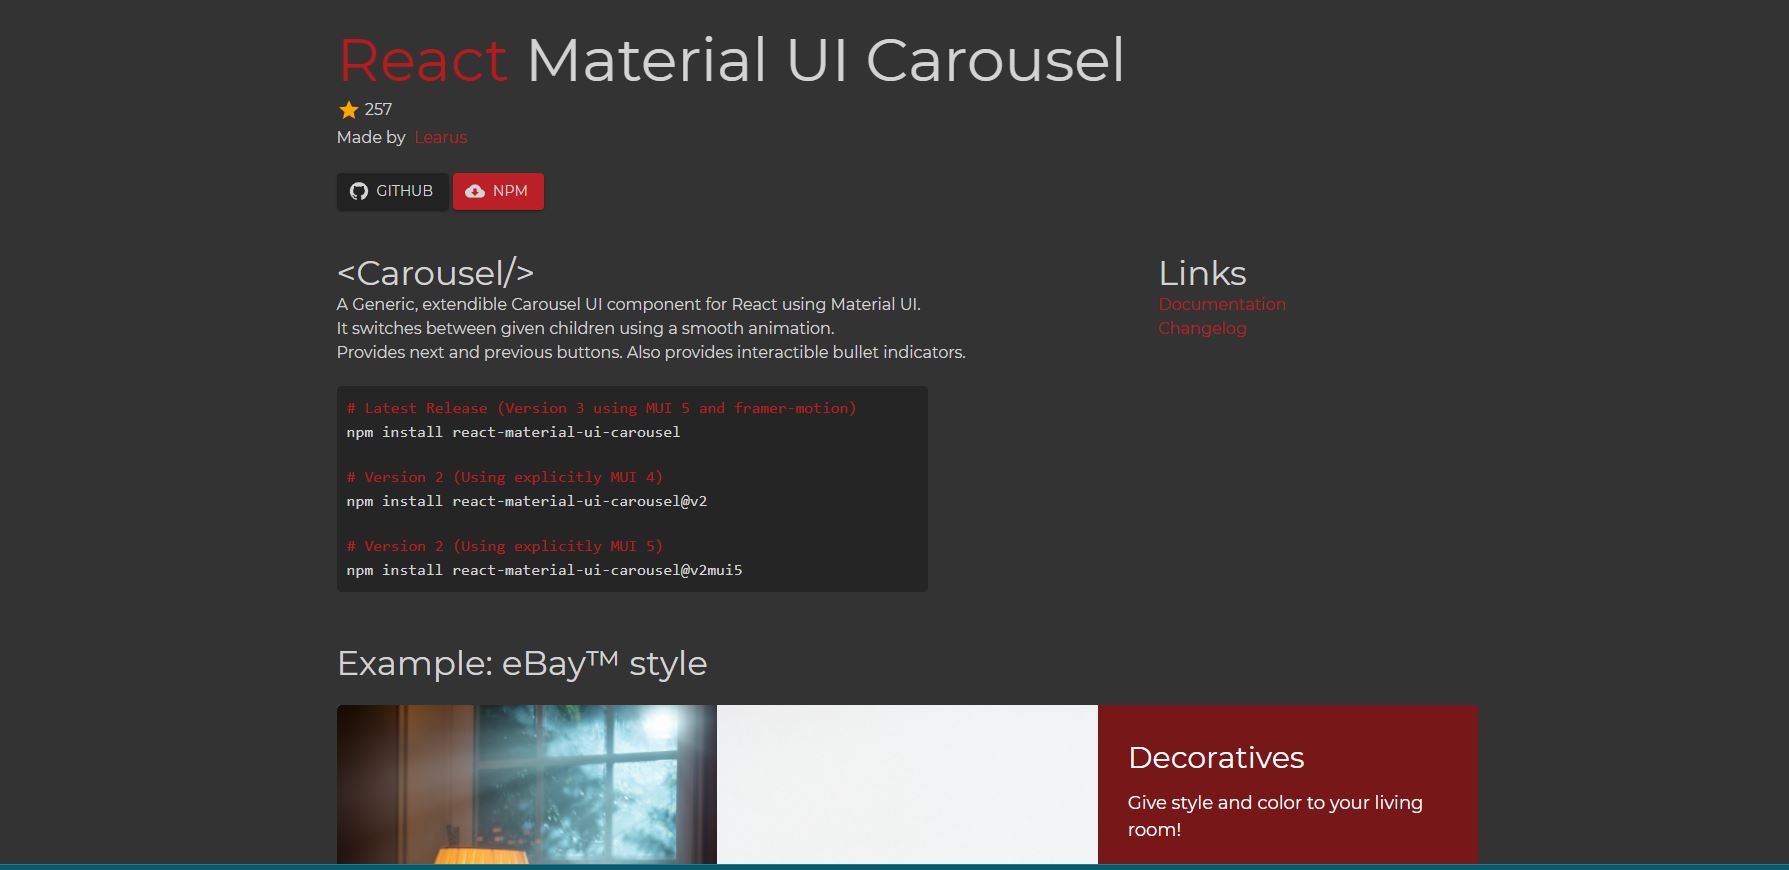 React Material UI Carousel
257
Made by Learus
GITHUB NPM
<Carousel/>
A Generic, extendible Carousel UI component for React using Material UI.
It switches between given children using a smooth animation.
Provides next and previous buttons. Also provides interactible bullet indicators.
Links
Documentation
Changelog
# Latest Release (Version 3 using MUI 5 and framer-motion)
npm install react-material-ui-carousel
# Version 2 (Using explicitly MUI 4)
npm install react-material-ui-carousel@v2
# Version 2 (Using explicitly MUI 5)
npm install react-material-ui-carousel@v2mui5
Example: eBay™ style
Decoratives
Give style and color to your living
room!